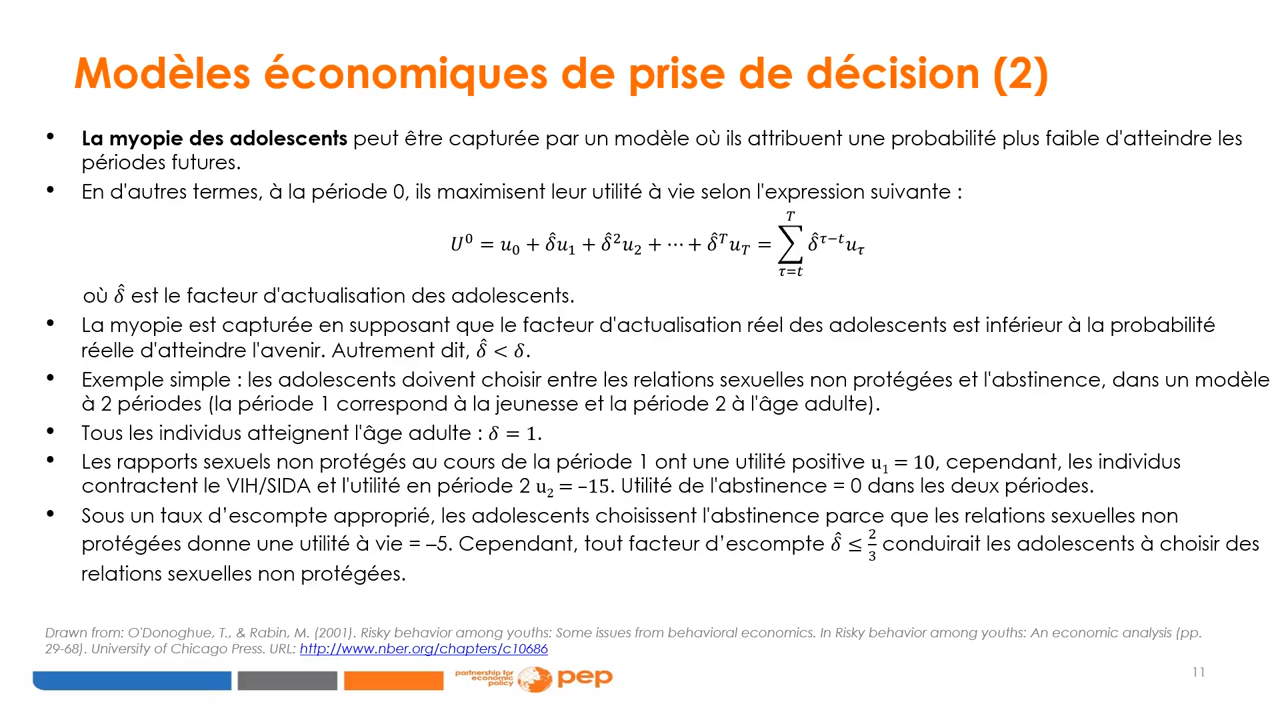 Modèles économiques de prise de décision (2)
• La myopie des adolescents peut être capturée par un modèle où ils attribuent une probabilité plus faible d'atteindre les
périodes futures.
• En d'autres termes, à la période 0, ils maximisent leur utilité à vie selon l'expression suivante :
U⁰ = u₀ + δ̂u₁ + δ̂²u₂ + ⋯ + δ̂ᵀu_T = ∑_{τ=t}^{T} δ̂^{τ−t}u_τ
où δ̂ est le facteur d'actualisation des adolescents.
• La myopie est capturée en supposant que le facteur d'actualisation réel des adolescents est inférieur à la probabilité
réelle d'atteindre l'avenir. Autrement dit, δ̂ < δ.
• Exemple simple : les adolescents doivent choisir entre les relations sexuelles non protégées et l'abstinence, dans un modèle
à 2 périodes (la période 1 correspond à la jeunesse et la période 2 à l'âge adulte).
• Tous les individus atteignent l'âge adulte : δ = 1.
• Les rapports sexuels non protégés au cours de la période 1 ont une utilité positive u₁ = 10, cependant, les individus
contractent le VIH/SIDA et l'utilité en période 2 u₂ = –15. Utilité de l'abstinence = 0 dans les deux périodes.
• Sous un taux d’escompte approprié, les adolescents choisissent l'abstinence parce que les relations sexuelles non
protégées donne une utilité à vie = –5. Cependant, tout facteur d’escompte δ̂ ≤ 2/3 conduirait les adolescents à choisir des
relations sexuelles non protégées.
Drawn from: O'Donoghue, T., & Rabin, M. (2001). Risky behavior among youths: Some issues from behavioral economics. In Risky behavior among youths: An economic analysis (pp.
29-68). University of Chicago Press. URL: http://www.nber.org/chapters/c10686
partnership for
economic
policy
pep
11